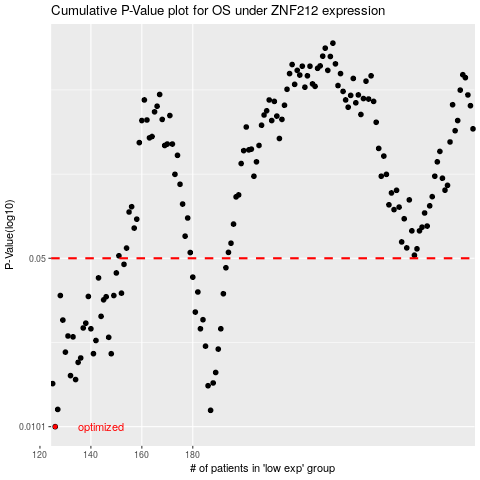 Cumulative P-Value plot for OS under ZNF212 expression
P-Value(log10)
0.05
0.0101
optimized
120 140 160 180
# of patients in 'low exp' group